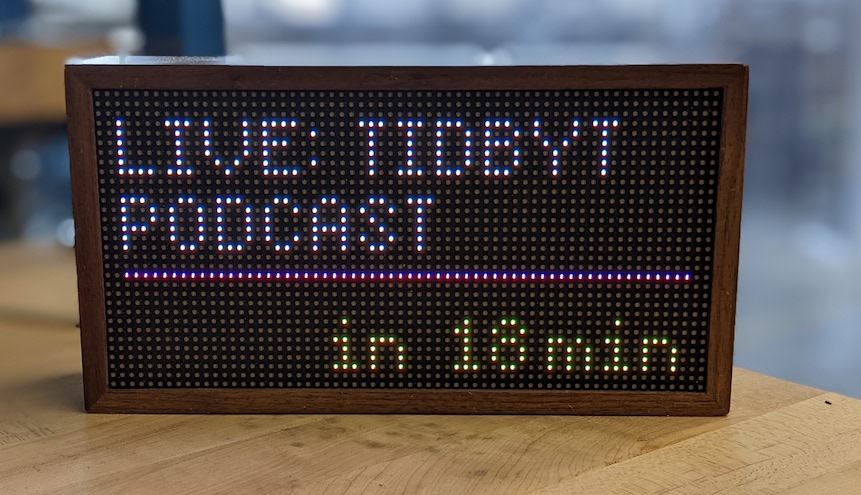 LIVE: TIDBYT
PODCAST
in 18min